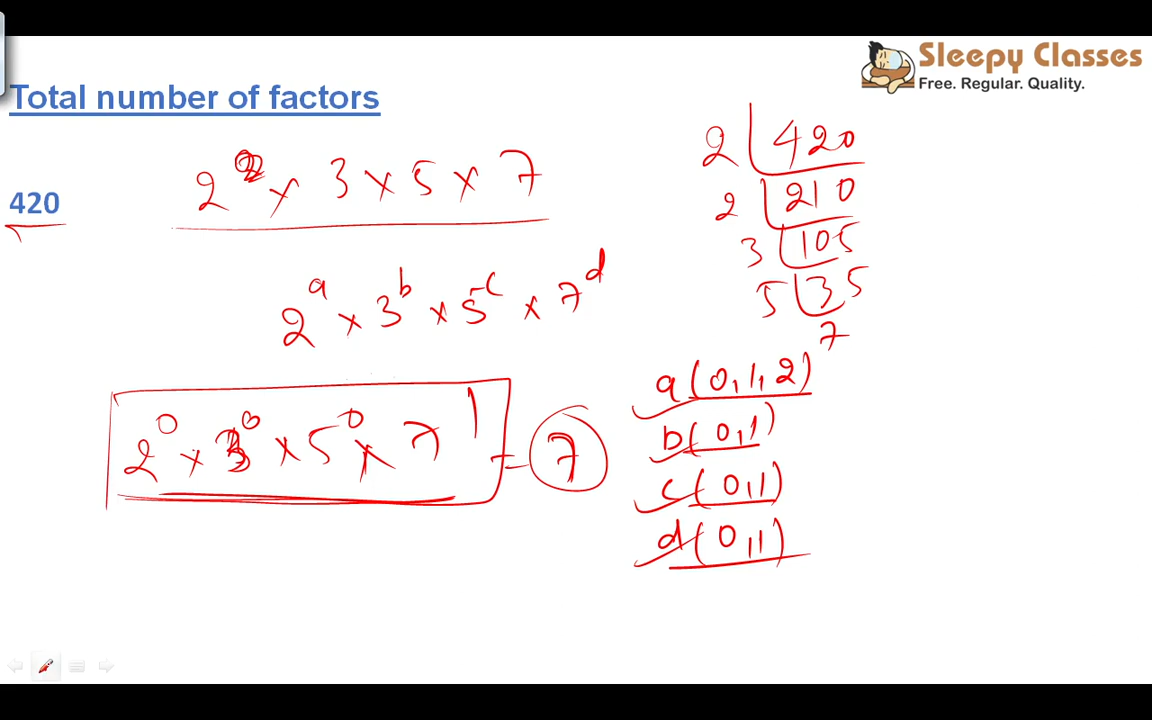 Sleepy Classes
Free. Regular. Quality.
Total number of factors
420
2² × 3 × 5 × 7
2 | 420
2 | 210
3 | 105
5 | 35
7
2ᵃ × 3ᵇ × 5ᶜ × 7ᵈ
2⁰ × 3⁰ × 5⁰ × 7¹ = 7
a(0,1,2)
b(0,1)
c(0,1)
d(0,1)